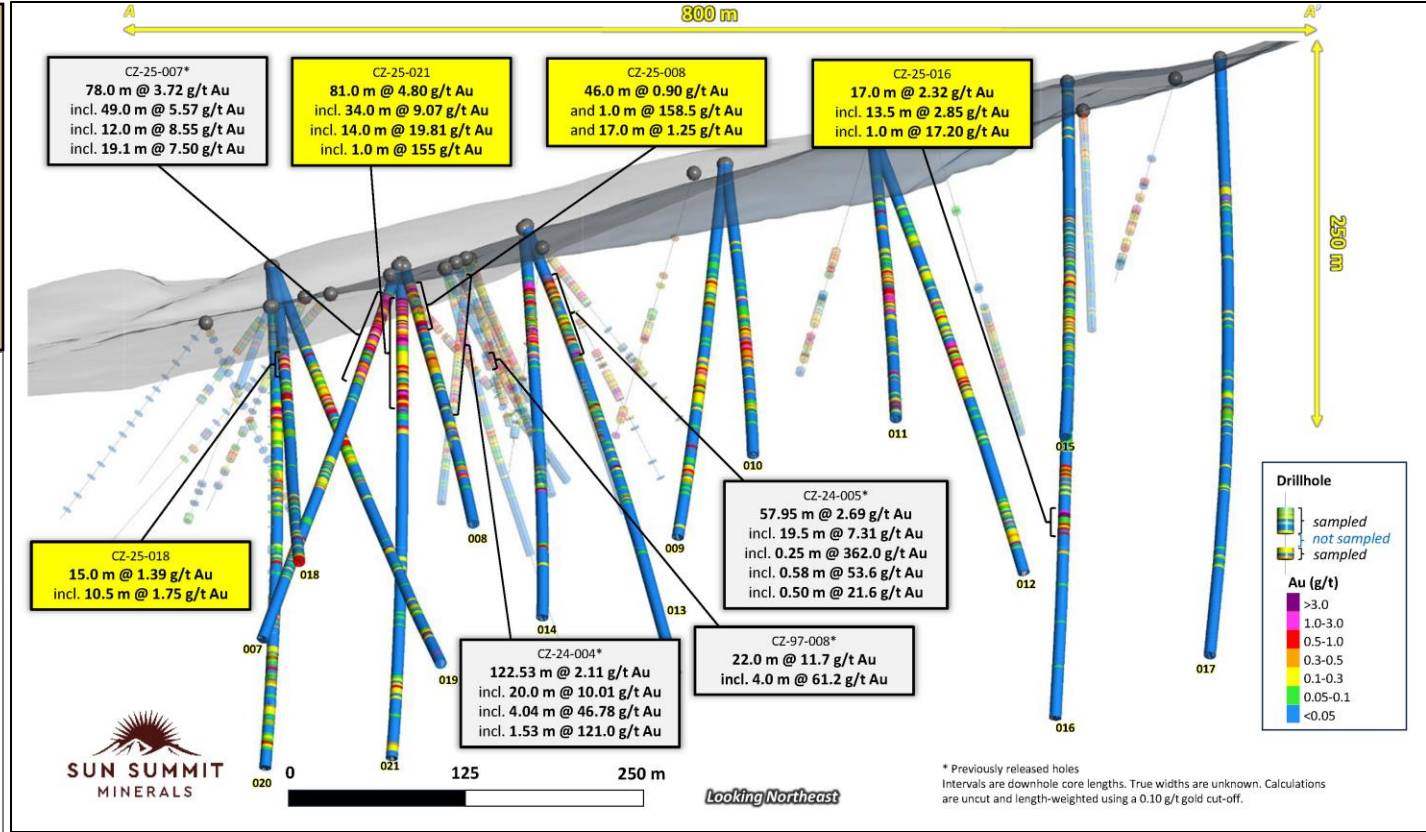 A
800 m
A'
CZ-25-007*
78.0 m @ 3.72 g/t Au
incl. 49.0 m @ 5.57 g/t Au
incl. 12.0 m @ 8.55 g/t Au
incl. 19.1 m @ 7.50 g/t Au
CZ-25-021
81.0 m @ 4.80 g/t Au
incl. 34.0 m @ 9.07 g/t Au
incl. 14.0 m @ 19.81 g/t Au
incl. 1.0 m @ 155 g/t Au
CZ-25-008
46.0 m @ 0.90 g/t Au
and 1.0 m @ 158.5 g/t Au
and 17.0 m @ 1.25 g/t Au
CZ-25-016
17.0 m @ 2.32 g/t Au
incl. 13.5 m @ 2.85 g/t Au
incl. 1.0 m @ 17.20 g/t Au
250 m
CZ-25-018
15.0 m @ 1.39 g/t Au
incl. 10.5 m @ 1.75 g/t Au
CZ-24-004*
122.53 m @ 2.11 g/t Au
incl. 20.0 m @ 10.01 g/t Au
incl. 4.04 m @ 46.78 g/t Au
incl. 1.53 m @ 121.0 g/t Au
CZ-24-005*
57.95 m @ 2.69 g/t Au
incl. 19.5 m @ 7.31 g/t Au
incl. 0.25 m @ 362.0 g/t Au
incl. 0.58 m @ 53.6 g/t Au
incl. 0.50 m @ 21.6 g/t Au
CZ-97-008*
22.0 m @ 11.7 g/t Au
incl. 4.0 m @ 61.2 g/t Au
007
018
020
019
021
008
014
013
009
010
011
012
015
016
017
Drillhole
sampled
not sampled
sampled
Au (g/t)
>3.0
1.0-3.0
0.5-1.0
0.3-0.5
0.1-0.3
0.05-0.1
<0.05
SUN SUMMIT
MINERALS
0 125 250 m
Looking Northeast
* Previously released holes
Intervals are downhole core lengths. True widths are unknown. Calculations
are uncut and length-weighted using a 0.10 g/t gold cut-off.